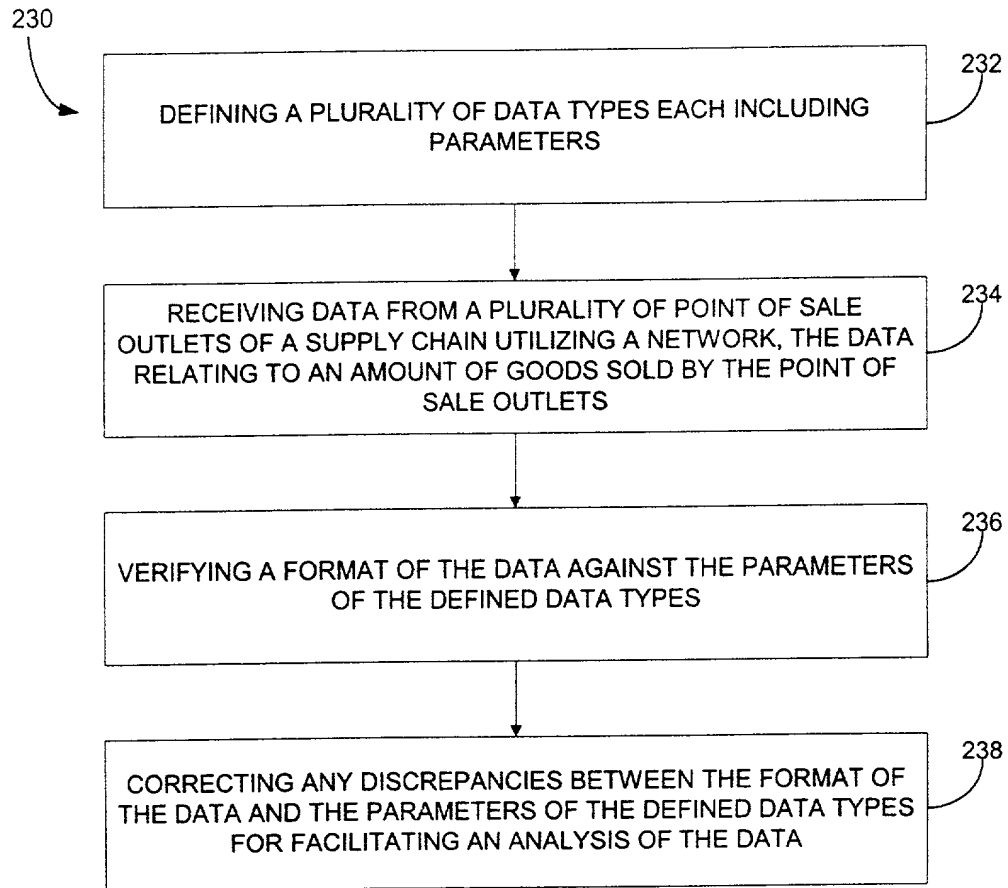 230
232
DEFINING A PLURALITY OF DATA TYPES EACH INCLUDING
PARAMETERS
234
RECEIVING DATA FROM A PLURALITY OF POINT OF SALE
OUTLETS OF A SUPPLY CHAIN UTILIZING A NETWORK, THE DATA
RELATING TO AN AMOUNT OF GOODS SOLD BY THE POINT OF
SALE OUTLETS
236
VERIFYING A FORMAT OF THE DATA AGAINST THE PARAMETERS
OF THE DEFINED DATA TYPES
238
CORRECTING ANY DISCREPANCIES BETWEEN THE FORMAT OF
THE DATA AND THE PARAMETERS OF THE DEFINED DATA TYPES
FOR FACILITATING AN ANALYSIS OF THE DATA